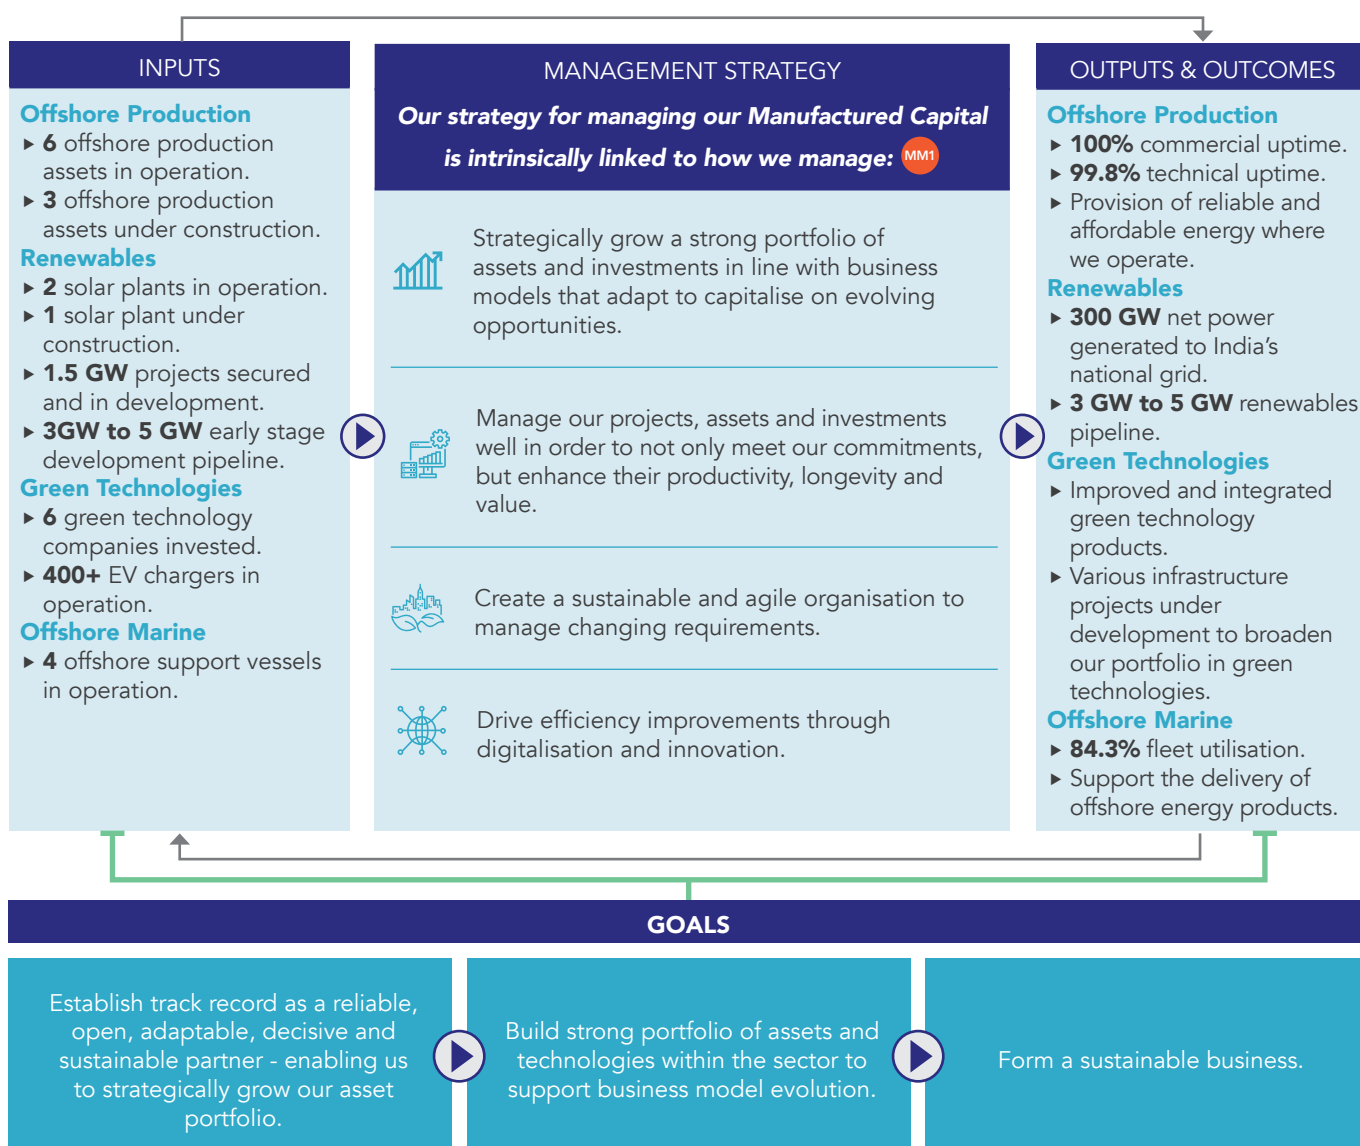 INPUTS
Offshore Production
▸ 6 offshore production
assets in operation.
▸ 3 offshore production
assets under construction.
Renewables
▸ 2 solar plants in operation.
▸ 1 solar plant under
construction.
▸ 1.5 GW projects secured
and in development.
▸ 3GW to 5 GW early stage
development pipeline.
Green Technologies
▸ 6 green technology
companies invested.
▸ 400+ EV chargers in
operation.
Offshore Marine
▸ 4 offshore support vessels
in operation.
MANAGEMENT STRATEGY
Our strategy for managing our Manufactured Capital
is intrinsically linked to how we manage: MM1
Strategically grow a strong portfolio of
assets and investments in line with business
models that adapt to capitalise on evolving
opportunities.
Manage our projects, assets and investments
well in order to not only meet our commitments,
but enhance their productivity, longevity and
value.
Create a sustainable and agile organisation to
manage changing requirements.
Drive efficiency improvements through
digitalisation and innovation.
OUTPUTS & OUTCOMES
Offshore Production
▸ 100% commercial uptime.
▸ 99.8% technical uptime.
▸ Provision of reliable and
affordable energy where
we operate.
Renewables
▸ 300 GW net power
generated to India's
national grid.
▸ 3 GW to 5 GW renewables
pipeline.
Green Technologies
▸ Improved and integrated
green technology
products.
▸ Various infrastructure
projects under
development to broaden
our portfolio in green
technologies.
Offshore Marine
▸ 84.3% fleet utilisation.
▸ Support the delivery of
offshore energy products.
GOALS
Establish track record as a reliable,
open, adaptable, decisive and
sustainable partner - enabling us
to strategically grow our asset
portfolio.
Build strong portfolio of assets and
technologies within the sector to
support business model evolution.
Form a sustainable business.